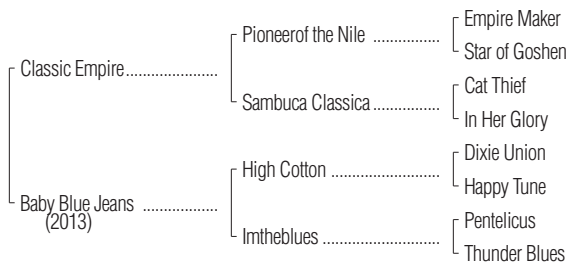 Empire Maker
Pioneerof the Nile ................
Star of Goshen
Classic Empire......................
Cat Thief
Sambuca Classica................
In Her Glory
Dixie Union
High Cotton ..........................
Happy Tune
Baby Blue Jeans ..................
(2013)
Pentelicus
Imtheblues ............................
Thunder Blues